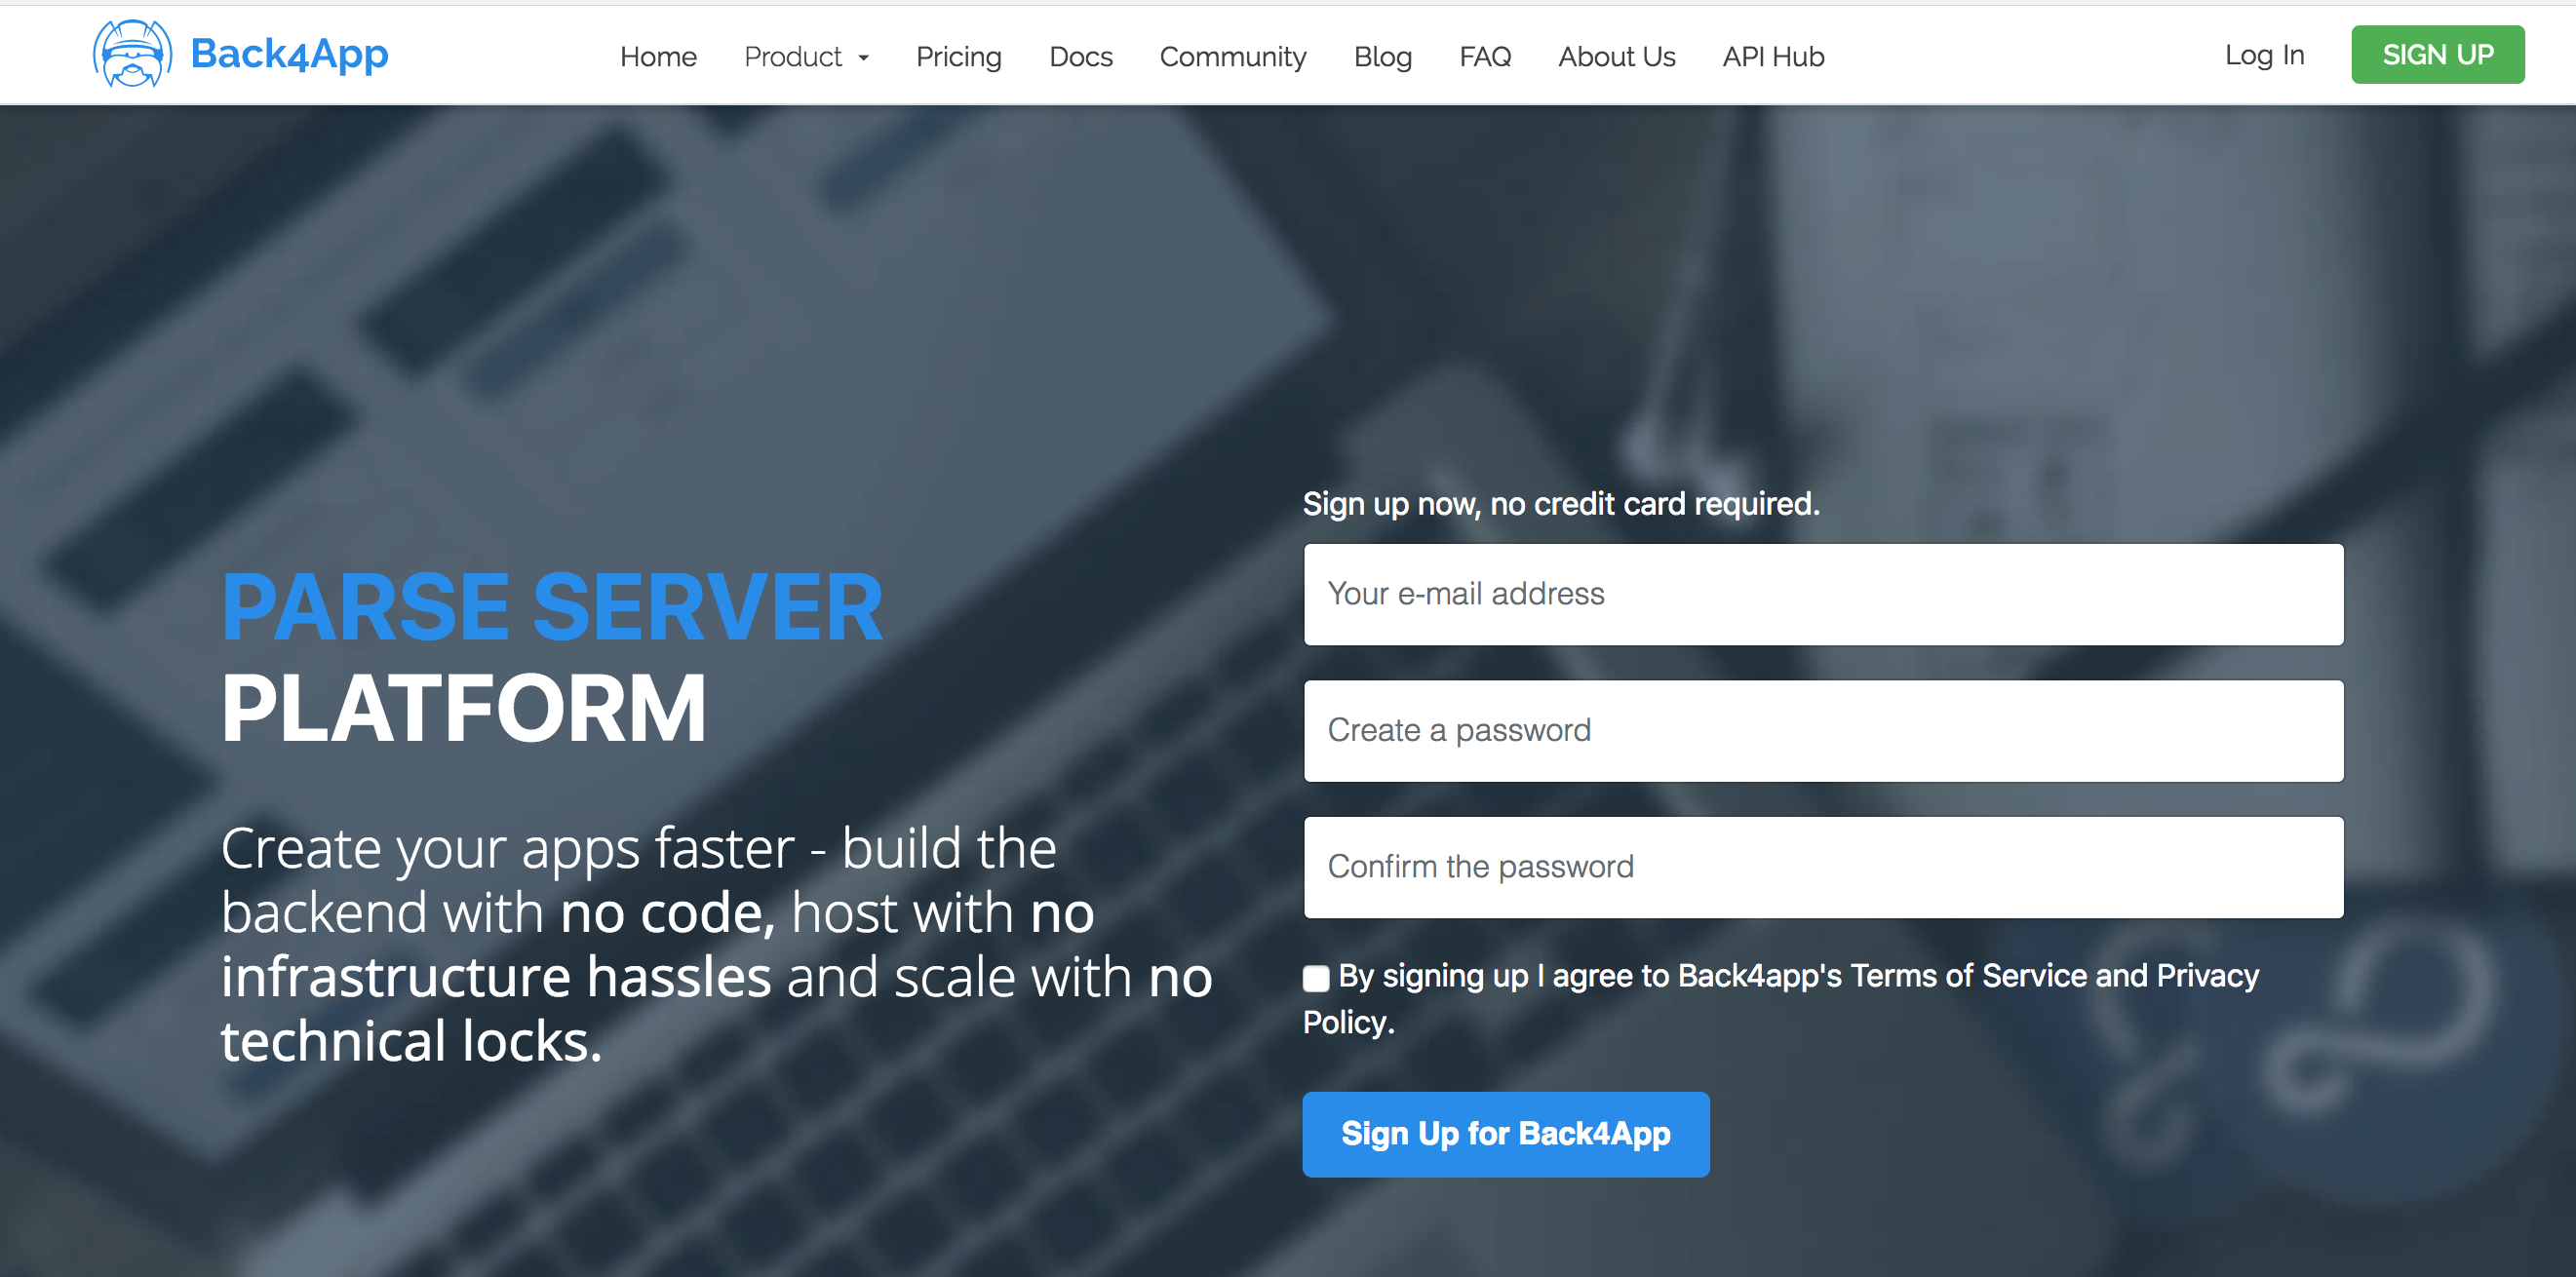 Back4App
Home Product Pricing Docs Community Blog FAQ About Us API Hub
Log In SIGN UP
PARSE SERVER
PLATFORM
Create your apps faster - build the
backend with no code, host with no
infrastructure hassles and scale with no
technical locks.
Sign up now, no credit card required.
Your e-mail address
Create a password
Confirm the password
By signing up I agree to Back4app's Terms of Service and Privacy
Policy.
Sign Up for Back4App